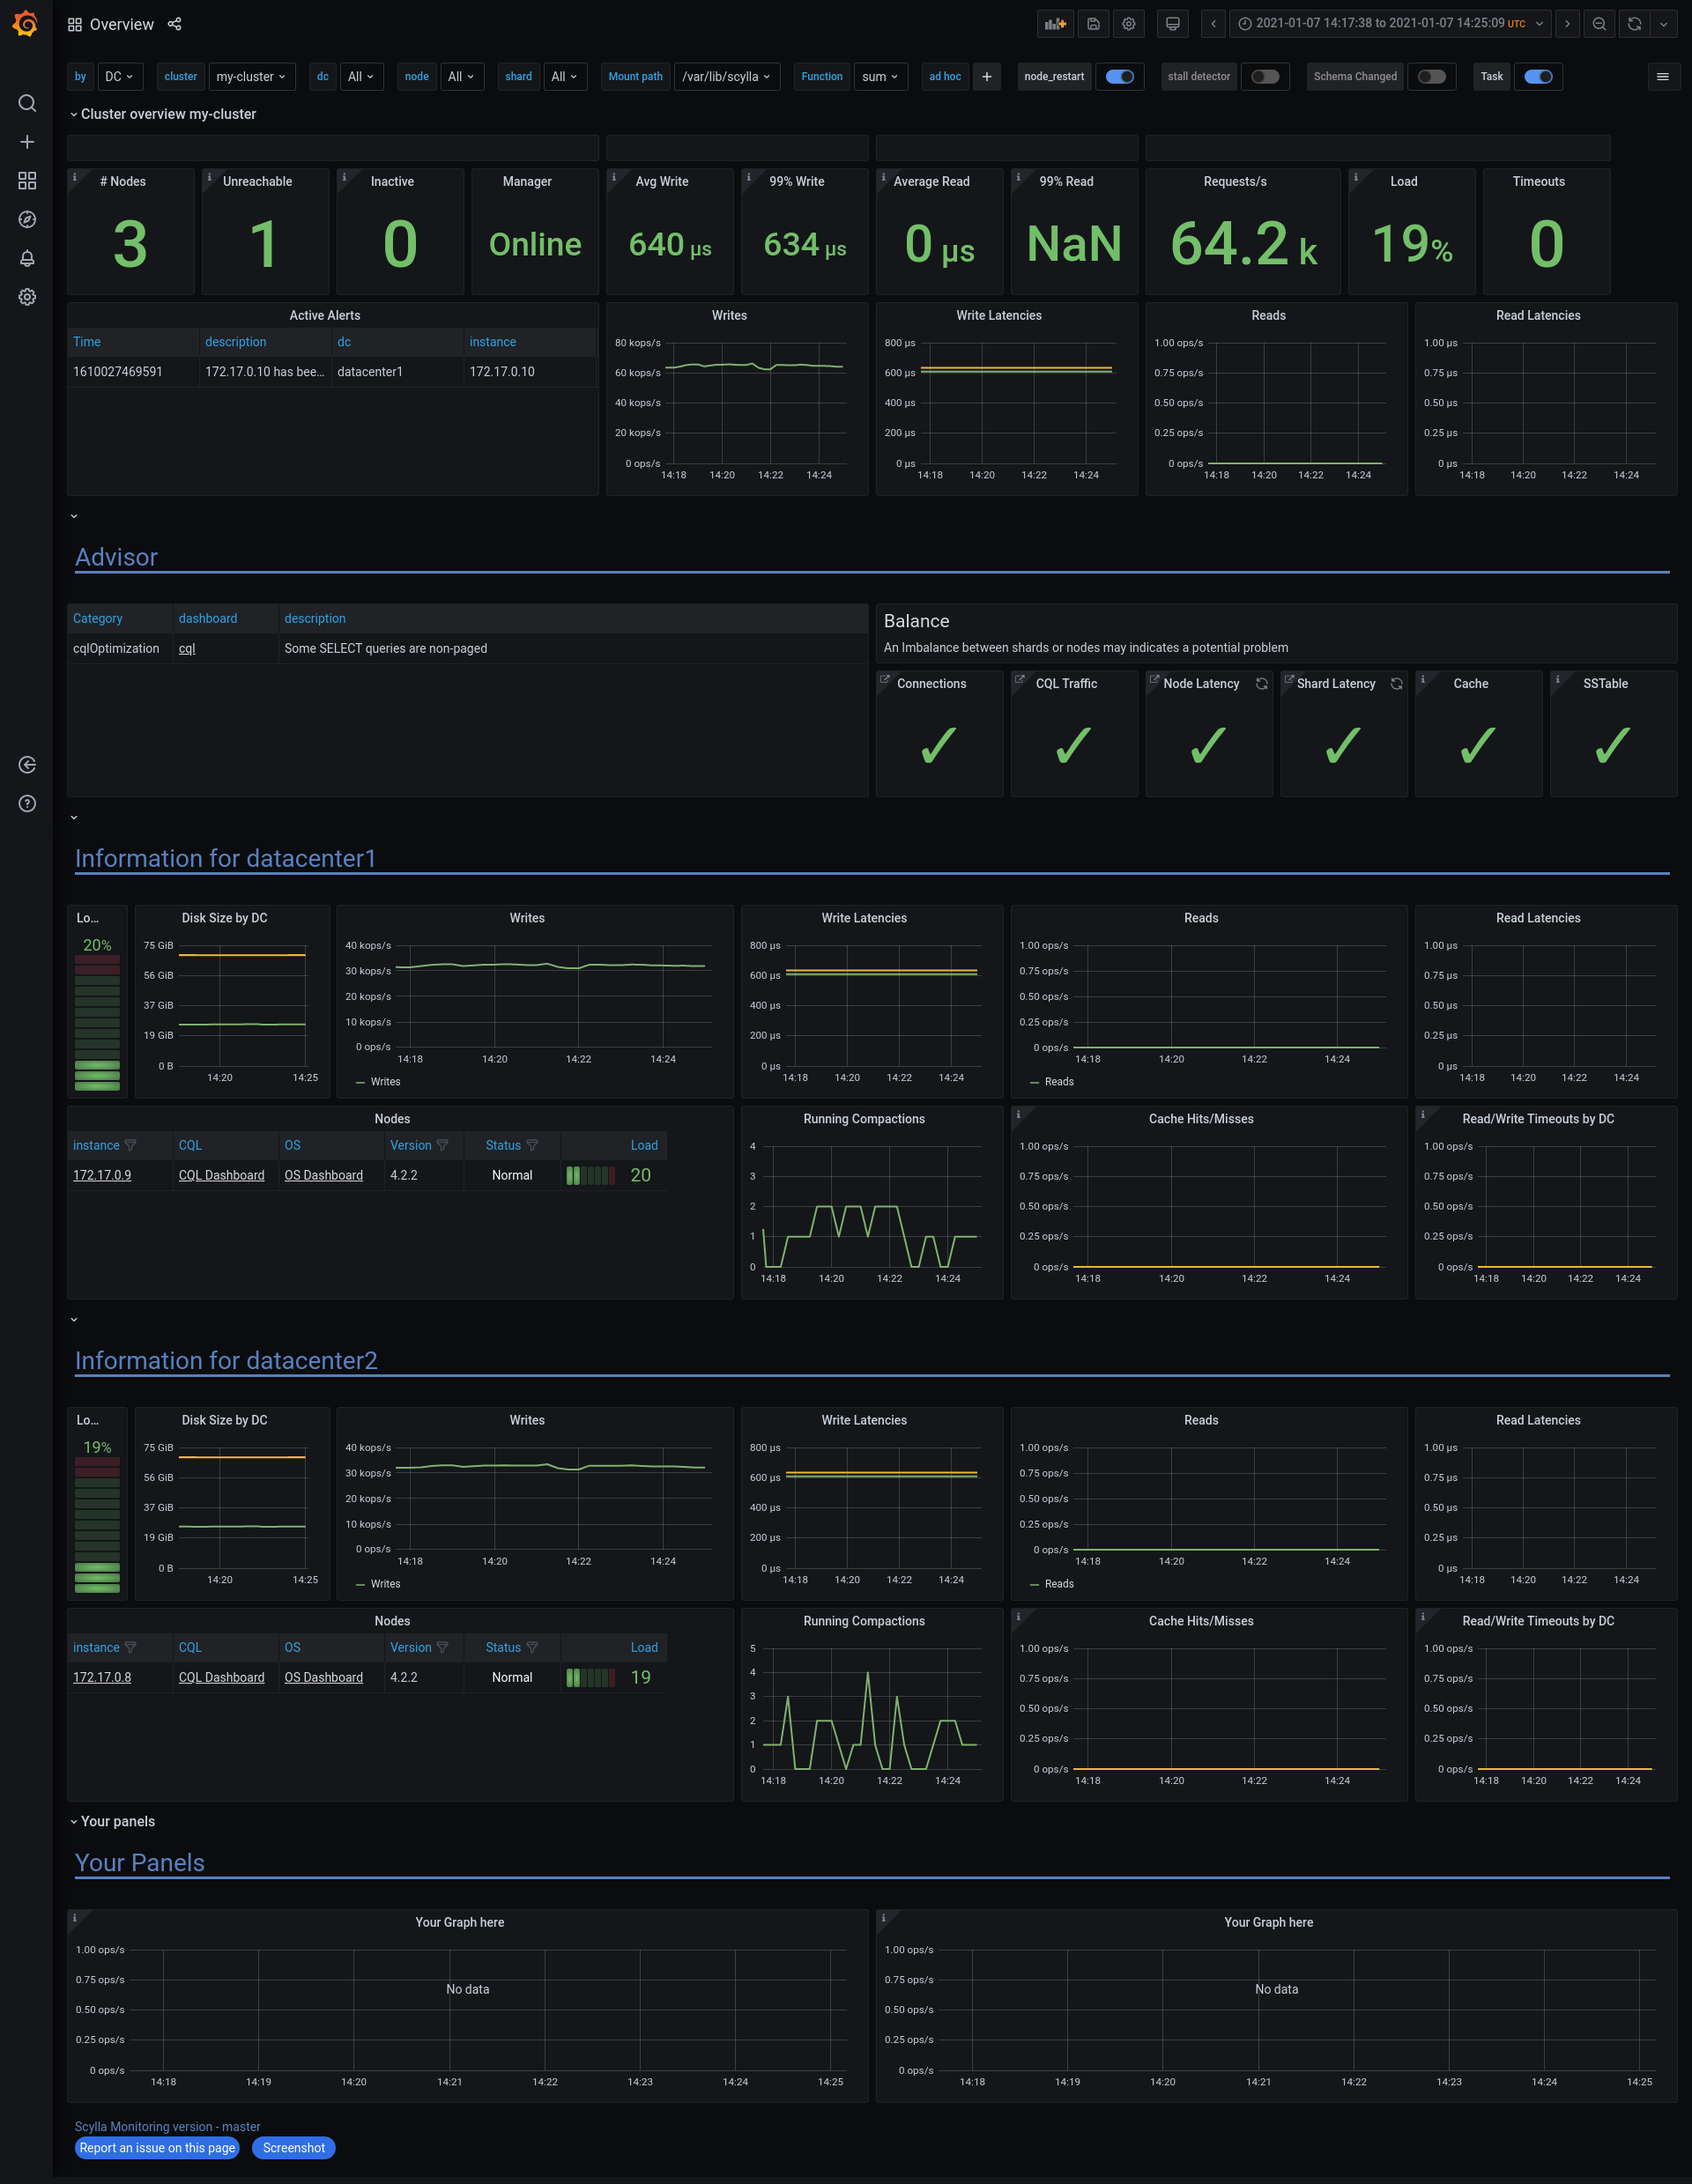 Overview
2021-01-07 14:17:38 to 2021-01-07 14:25:09 UTC
by DC cluster my-cluster dc All node All shard All Mount path /var/lib/scylla Function sum ad hoc node_restart stall detector Schema Changed Task
Cluster overview my-cluster
# Nodes Unreachable Inactive Manager Avg Write 99% Write Average Read 99% Read Requests/s Load Timeouts
3 1 0 Online 640 µs 634 µs 0 µs NaN 64.2 k 19% 0
Active Alerts
Time description dc instance
1610027469591 172.17.0.10 has bee... datacenter1 172.17.0.10
Writes
80 kops/s
60 kops/s
40 kops/s
20 kops/s
0 ops/s
14:18 14:20 14:22 14:24
Write Latencies
800 µs
600 µs
400 µs
200 µs
0 µs
14:18 14:20 14:22 14:24
Reads
1.00 ops/s
0.75 ops/s
0.50 ops/s
0.25 ops/s
0 ops/s
14:18 14:20 14:22 14:24
Read Latencies
1.00 µs
0.75 µs
0.50 µs
0.25 µs
0 µs
14:18 14:20 14:22 14:24
Advisor
Category dashboard description
cqlOptimization cql Some SELECT queries are non-paged
Balance
An Imbalance between shards or nodes may indicates a potential problem
Connections CQL Traffic Node Latency Shard Latency Cache SSTable
Information for datacenter1
Lo...
20%
Disk Size by DC
75 GiB
56 GiB
37 GiB
19 GiB
0 B
14:20 14:25
Writes
40 kops/s
30 kops/s
20 kops/s
10 kops/s
0 ops/s
14:18 14:20 14:22 14:24
Writes
Write Latencies
800 µs
600 µs
400 µs
200 µs
0 µs
14:18 14:20 14:22 14:24
Reads
1.00 ops/s
0.75 ops/s
0.50 ops/s
0.25 ops/s
0 ops/s
14:18 14:20 14:22 14:24
Reads
Read Latencies
1.00 µs
0.75 µs
0.50 µs
0.25 µs
0 µs
14:18 14:20 14:22 14:24
Nodes
instance CQL OS Version Status Load
172.17.0.9 CQL Dashboard OS Dashboard 4.2.2 Normal 20
Running Compactions
4
3
2
1
0
14:18 14:20 14:22 14:24
Cache Hits/Misses
1.00 ops/s
0.75 ops/s
0.50 ops/s
0.25 ops/s
0 ops/s
14:18 14:20 14:22 14:24
Read/Write Timeouts by DC
1.00 ops/s
0.75 ops/s
0.50 ops/s
0.25 ops/s
0 ops/s
14:18 14:20 14:22 14:24
Information for datacenter2
Lo...
19%
Disk Size by DC
75 GiB
56 GiB
37 GiB
19 GiB
0 B
14:20 14:25
Writes
40 kops/s
30 kops/s
20 kops/s
10 kops/s
0 ops/s
14:18 14:20 14:22 14:24
Writes
Write Latencies
800 µs
600 µs
400 µs
200 µs
0 µs
14:18 14:20 14:22 14:24
Reads
1.00 ops/s
0.75 ops/s
0.50 ops/s
0.25 ops/s
0 ops/s
14:18 14:20 14:22 14:24
Reads
Read Latencies
1.00 µs
0.75 µs
0.50 µs
0.25 µs
0 µs
14:18 14:20 14:22 14:24
Nodes
instance CQL OS Version Status Load
172.17.0.8 CQL Dashboard OS Dashboard 4.2.2 Normal 19
Running Compactions
5
4
3
2
1
0
14:18 14:20 14:22 14:24
Cache Hits/Misses
1.00 ops/s
0.75 ops/s
0.50 ops/s
0.25 ops/s
0 ops/s
14:18 14:20 14:22 14:24
Read/Write Timeouts by DC
1.00 ops/s
0.75 ops/s
0.50 ops/s
0.25 ops/s
0 ops/s
14:18 14:20 14:22 14:24
Your panels
Your Panels
Your Graph here
1.00 ops/s
0.75 ops/s
No data
0.50 ops/s
0.25 ops/s
0 ops/s
14:18 14:19 14:20 14:21 14:22 14:23 14:24 14:25
Your Graph here
1.00 ops/s
0.75 ops/s
No data
0.50 ops/s
0.25 ops/s
0 ops/s
14:18 14:19 14:20 14:21 14:22 14:23 14:24 14:25
Scylla Monitoring version - master
Report an issue on this page Screenshot